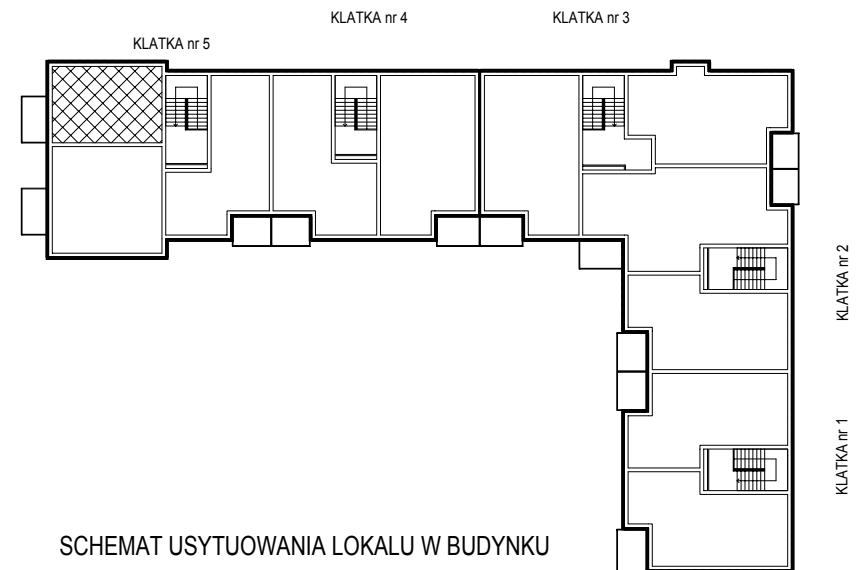 KLATKA nr 4
KLATKA nr 3
KLATKA nr 5
KLATKA nr 2
KLATKA nr 1
SCHEMAT USYTUOWANIA LOKALU W BUDYNKU